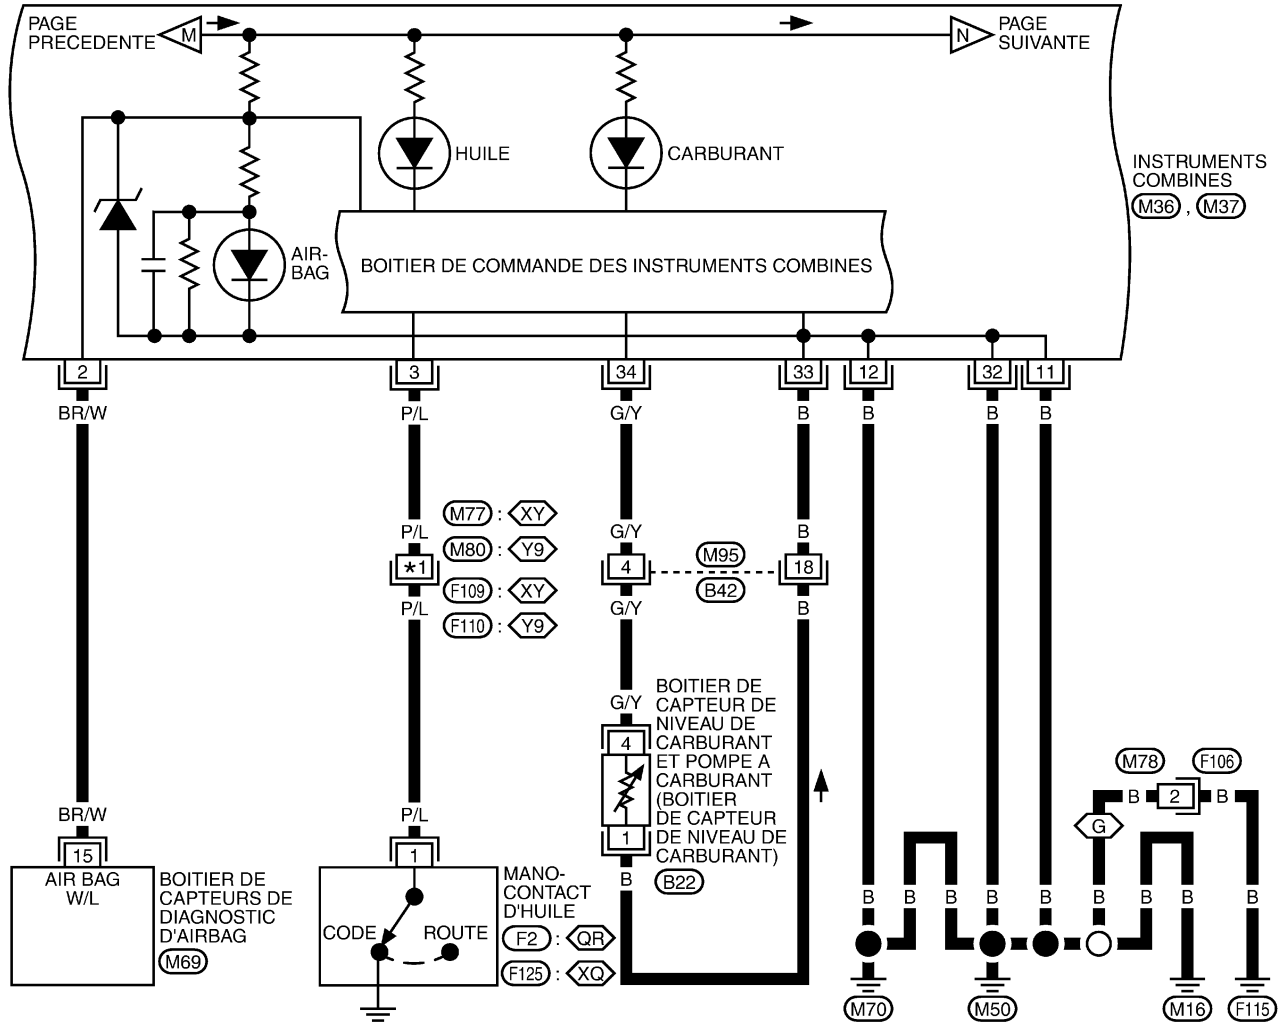 PAGE
PRECEDENTE
M
N
PAGE
SUIVANTE
HUILE
CARBURANT
INSTRUMENTS
COMBINES
M36 , M37
AIR-
BAG
BOITIER DE COMMANDE DES INSTRUMENTS COMBINES
2 3 34 33 12 32 11
BR/W P/L G/Y B B B B
M77 : XY
P/L G/Y B
M80 : Y9
M95
*1 4 18
F109 : XY
B42
P/L G/Y B
F110 : Y9
G/Y
BOITIER DE
CAPTEUR DE
NIVEAU DE
CARBURANT
ET POMPE A
CARBURANT
(BOITIER
DE CAPTEUR
DE NIVEAU DE
CARBURANT)
B22
4
1
B
M78 F106
B 2 B
G
BR/W P/L
15 1
AIR BAG
W/L
BOITIER DE
CAPTEURS DE
DIAGNOSTIC
D'AIRBAG
M69
CODE ROUTE
MANO-
CONTACT
D'HUILE
F2 : QR
F125 : XQ
B B B B B B B B B
M70 M50 M16 F115